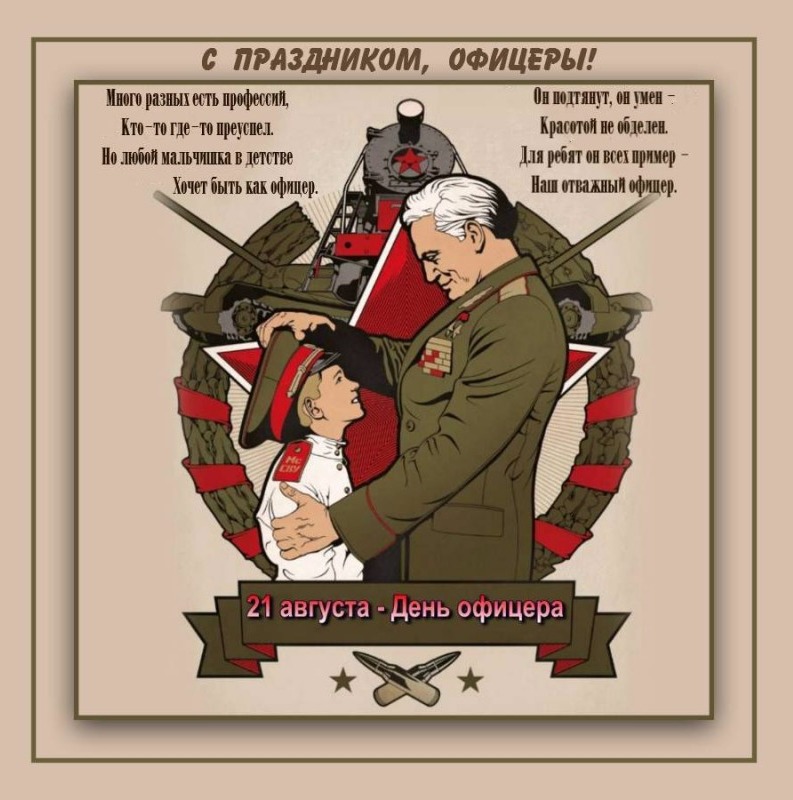 С ПРАЗДНИКОМ, ОФИЦЕРЫ!
Много разных есть профессий,
Кто-то где-то преуспел.
Но любой мальчишка в детстве
Хочет быть как офицер.
Он подтянут, он умен -
Красотой не обделен.
Для ребят он всех пример -
Наш отважный офицер.
Мс
СВУ
21 августа - День офицера